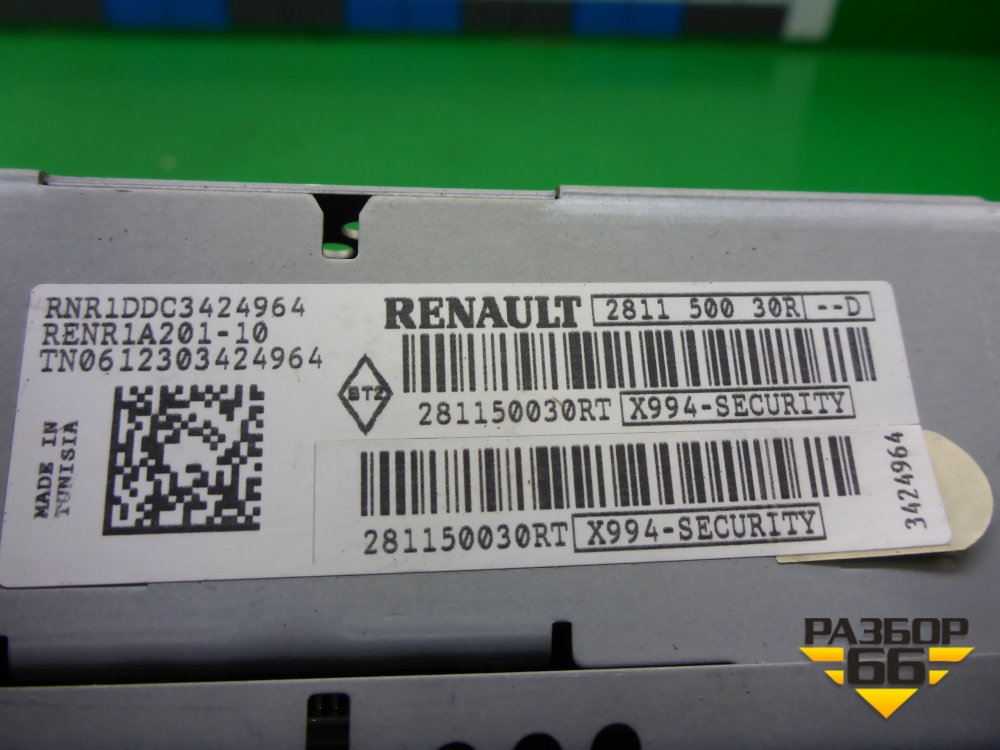 RNR1DDC3424964
RENR1A201-10
TN0612303424964
MADE IN
TUNISIA
RENAULT 2811 500 30R --D
STZ
281150030RT X994-SECURITY
281150030RT X994-SECURITY
3424964
РАЗБОР
66